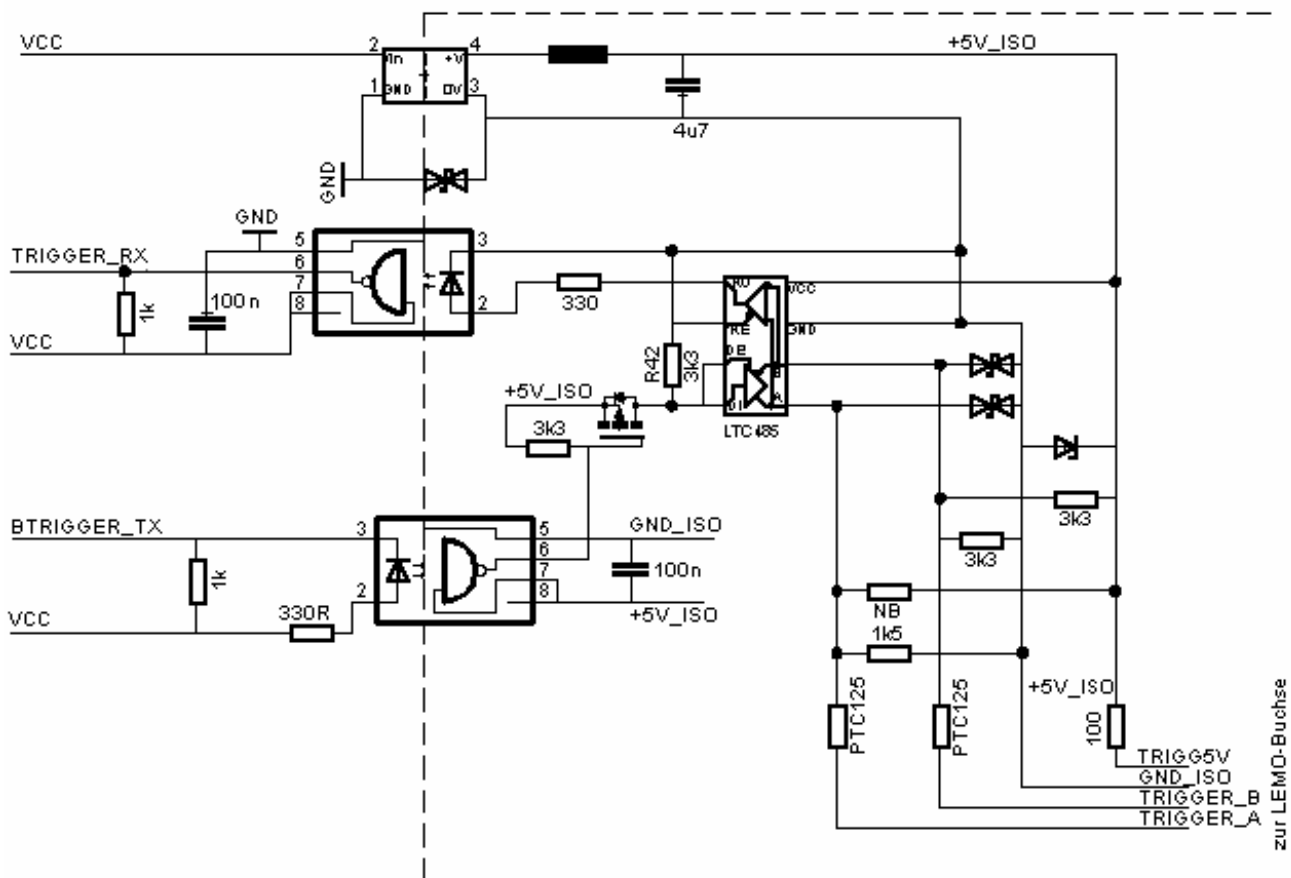 VCC
2
Vin
+V
4
+5V_ISO
1
GND
0V
3
4u7
GND
GND
5
3
TRIGGER_RX
6
7
8
2
1k
100n
330
VCC
RO
VCC
RE
GND
DE
B
DI
A
LTC485
R42
3k3
+5V_ISO
3k3
BTRIGGER_TX
3
5
GND_ISO
6
7
8
2
1k
100n
VCC
330R
+5V_ISO
3k3
3k3
NB
1k5
+5V_ISO
PTC125
PTC125
100
TRIGG5V
GND_ISO
TRIGGER_B
TRIGGER_A
zur LEMO-Buchse